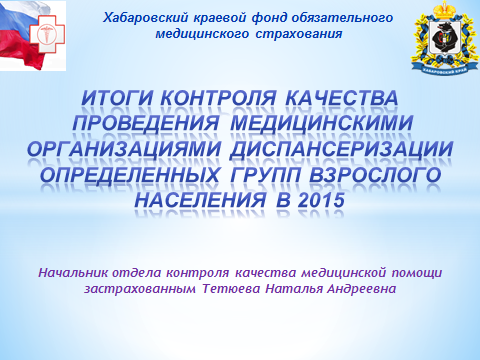 Хабаровский краевой фонд обязательного
медицинского страхования
ХАБАРОВСКИЙ КРАЙ
ИТОГИ КОНТРОЛЯ КАЧЕСТВА
ПРОВЕДЕНИЯ МЕДИЦИНСКИМИ
ОРГАНИЗАЦИЯМИ ДИСПАНСЕРИЗАЦИИ
ОПРЕДЕЛЕННЫХ ГРУПП ВЗРОСЛОГО
НАСЕЛЕНИЯ В 2015
Начальник отдела контроля качества медицинской помощи
застрахованным Тетюева Наталья Андреевна